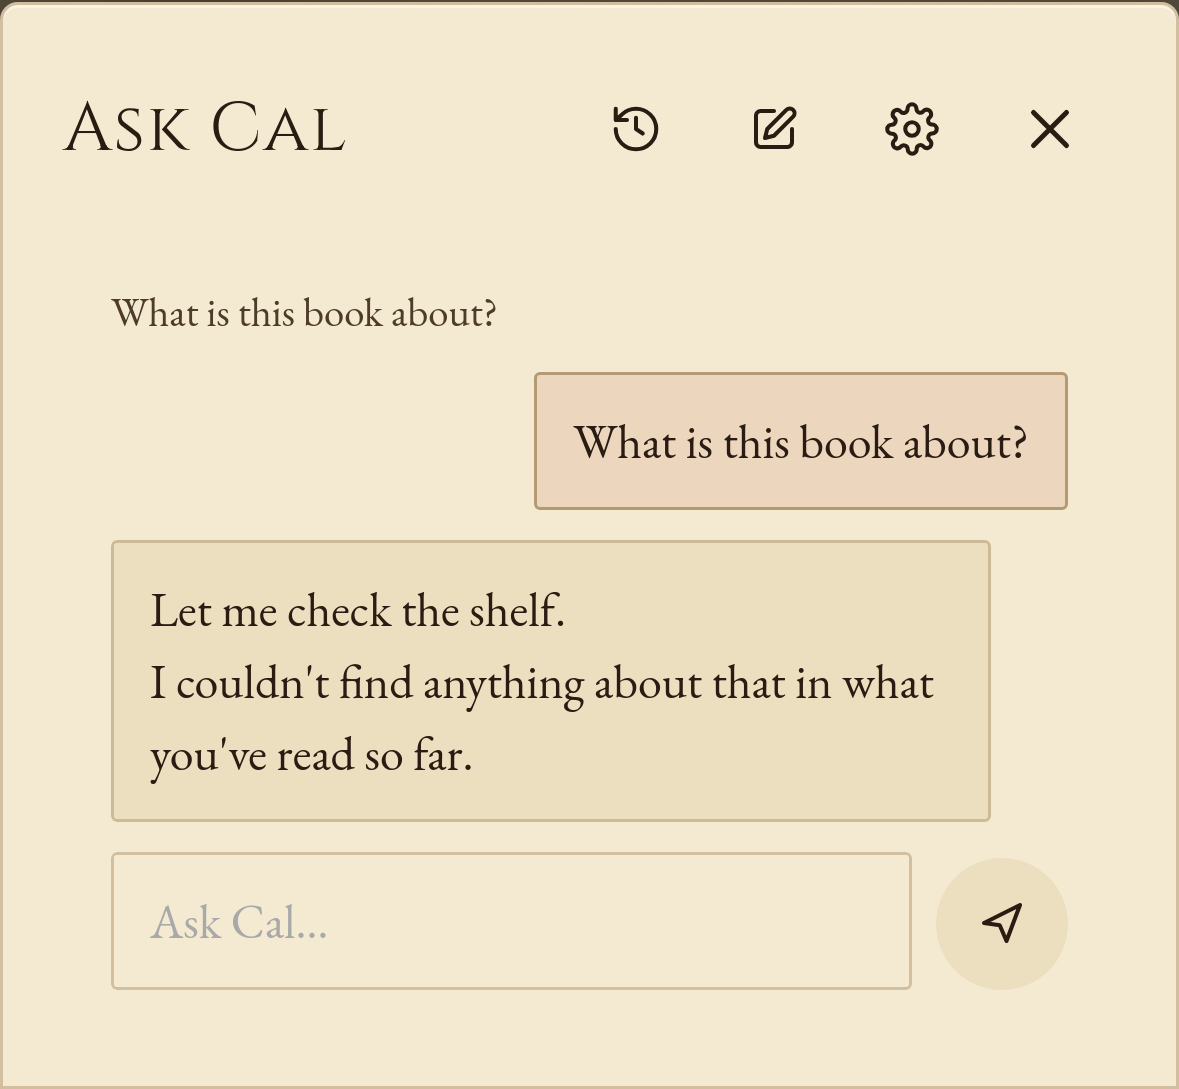 Ask Cal
What is this book about?
What is this book about?
Let me check the shelf.
I couldn't find anything about that in what
you've read so far.
Ask Cal...